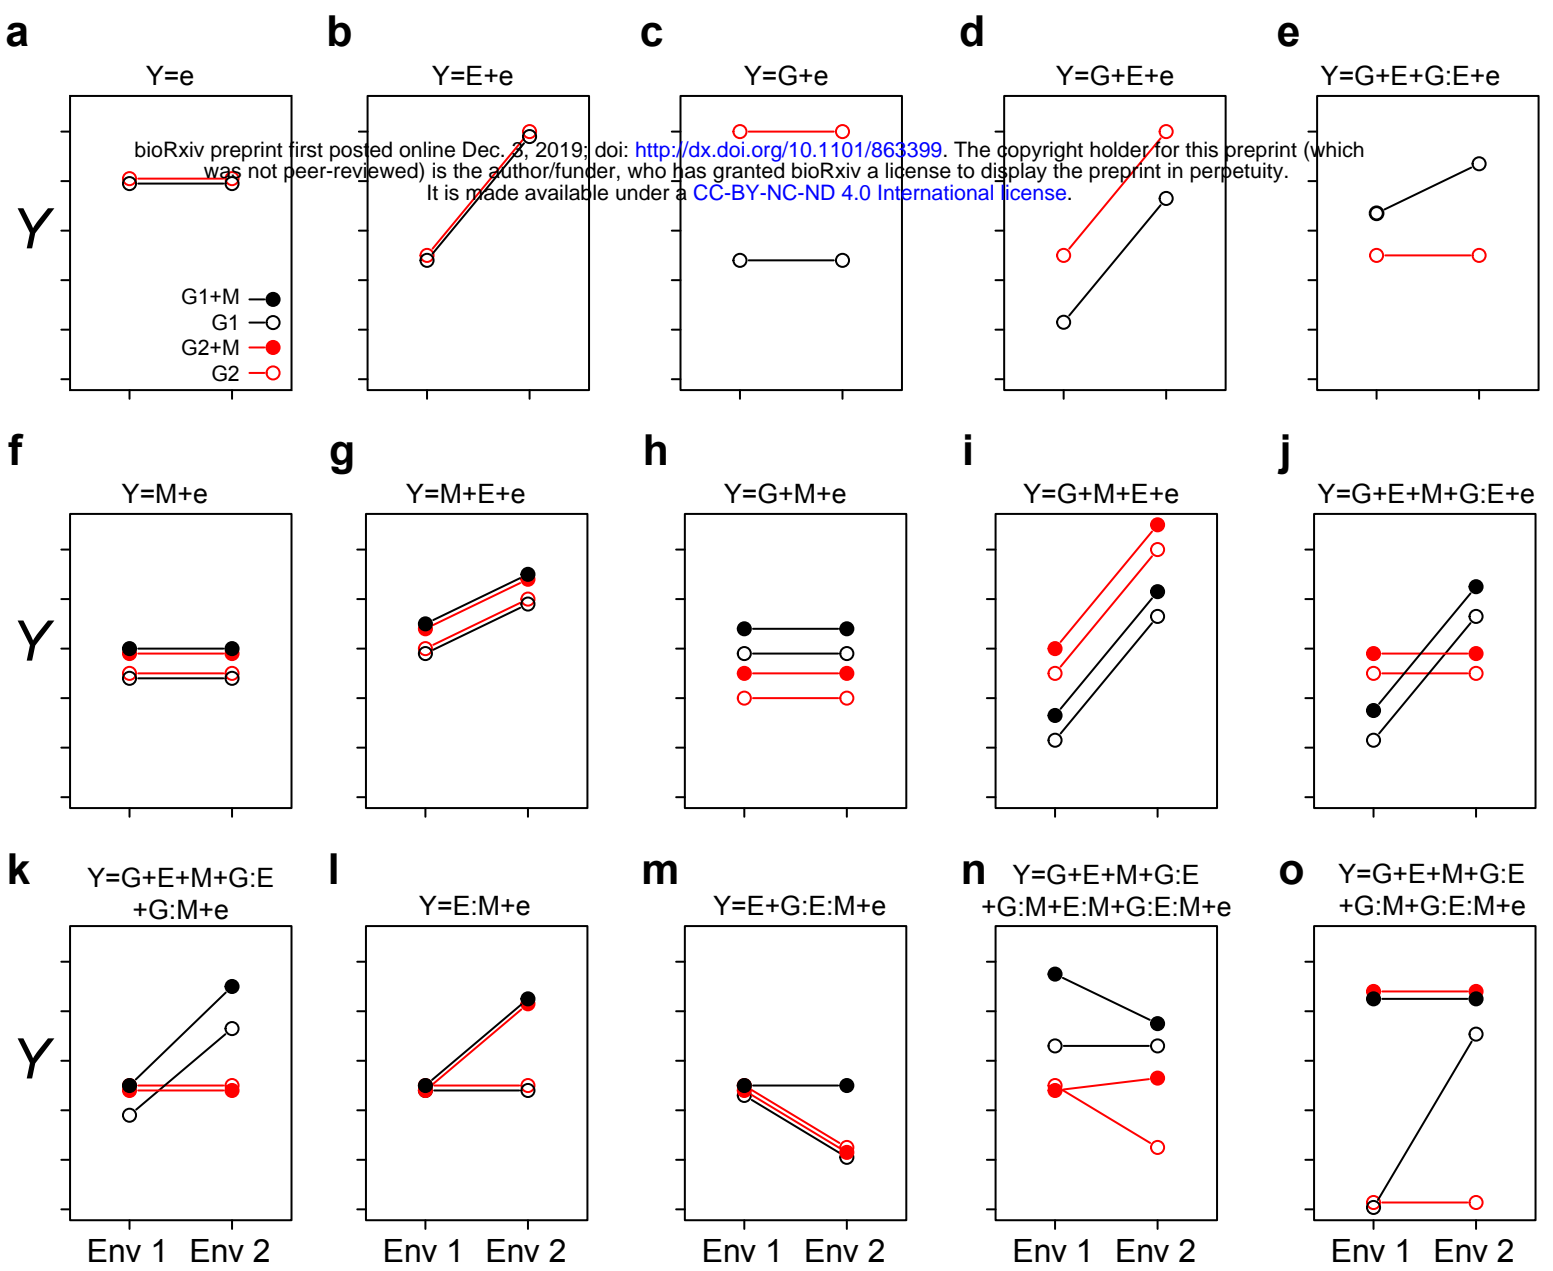 a b c d e
Y=e Y=E+e Y=G+e Y=G+E+e Y=G+E+G:E+e
bioRxiv preprint first posted online Dec. 3, 2019; doi: http://dx.doi.org/10.1101/863399. The copyright holder for this preprint (which
was not peer-reviewed) is the author/funder, who has granted bioRxiv a license to display the preprint in perpetuity.
It is made available under a CC-BY-NC-ND 4.0 International license.
Y
G1+M
G1
G2+M
G2
f g h i j
Y=M+e Y=M+E+e Y=G+M+e Y=G+M+E+e Y=G+E+M+G:E+e
Y
k l m n o
Y=G+E+M+G:E
+G:M+e
Y=E:M+e
Y=E+G:E:M+e
Y=G+E+M+G:E
+G:M+E:M+G:E:M+e
Y=G+E+M+G:E
+G:M+G:E:M+e
Y
Env 1 Env 2 Env 1 Env 2 Env 1 Env 2 Env 1 Env 2 Env 1 Env 2